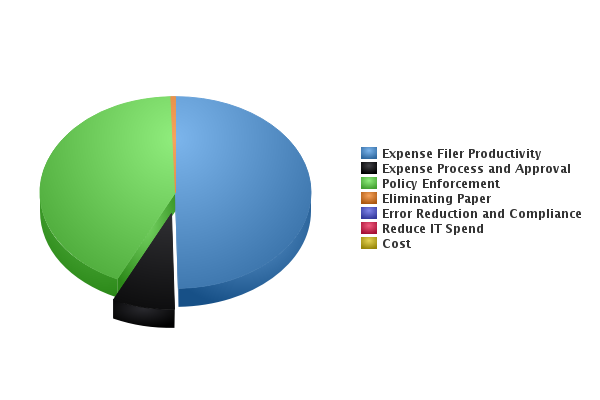 Expense Filer Productivity
Expense Process and Approval
Policy Enforcement
Eliminating Paper
Error Reduction and Compliance
Reduce IT Spend
Cost